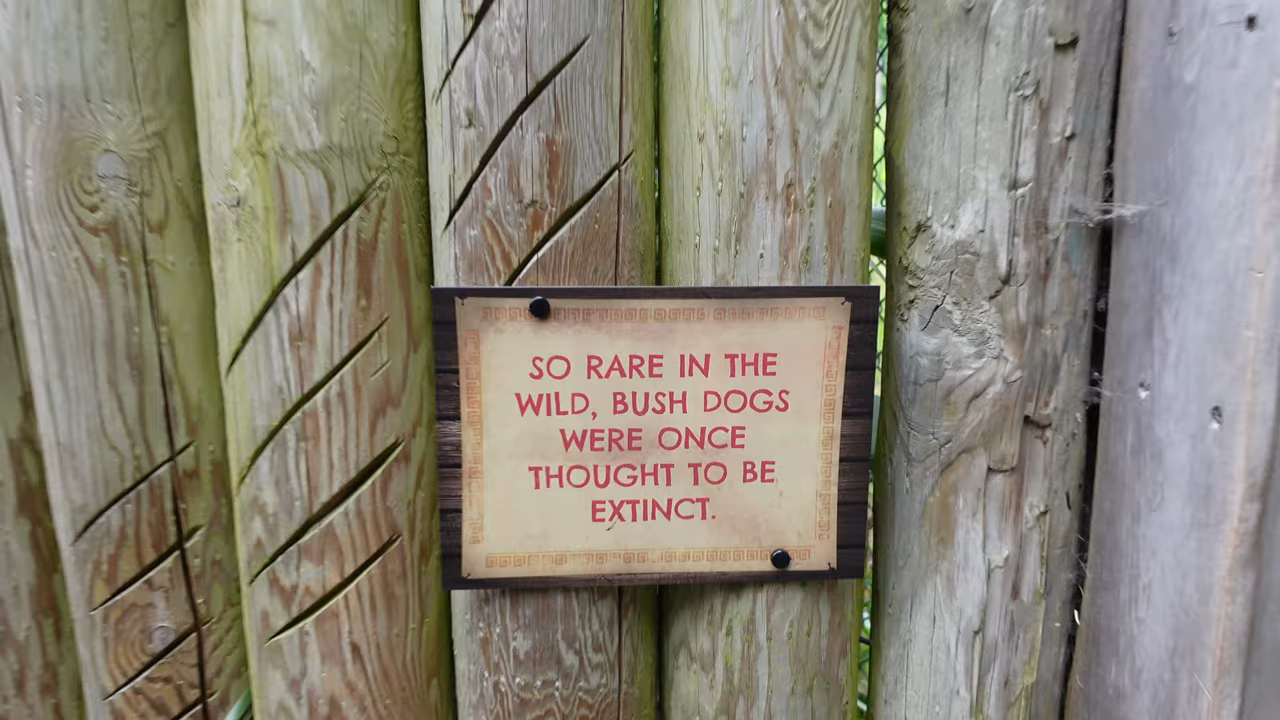 SO RARE IN THE
WILD, BUSH DOGS
WERE ONCE
THOUGHT TO BE
EXTINCT.